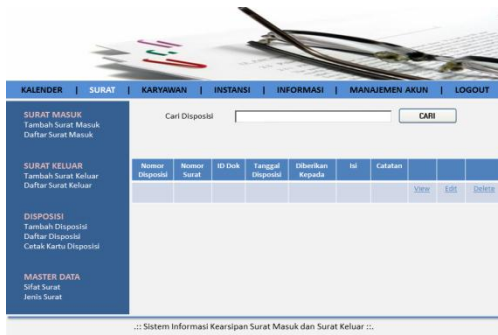 KALENDER | SURAT | KARYAWAN | INSTANSI | INFORMASI | MANAJEMEN AKUN | LOGOUT
SURAT MASUK
Tambah Surat Masuk
Daftar Surat Masuk
SURAT KELUAR
Tambah Surat Keluar
Daftar Surat Keluar
DISPOSISI
Tambah Disposisi
Daftar Disposisi
Cetak Kartu Disposisi
MASTER DATA
Sifat Surat
Jenis Surat
Cari Disposisi CARI
Nomor Disposisi Nomor Surat ID Dok Tanggal Disposisi Diberikan Kepada Isi Catatan
View Edit Delete
.:: Sistem Informasi Kearsipan Surat Masuk dan Surat Keluar ::.